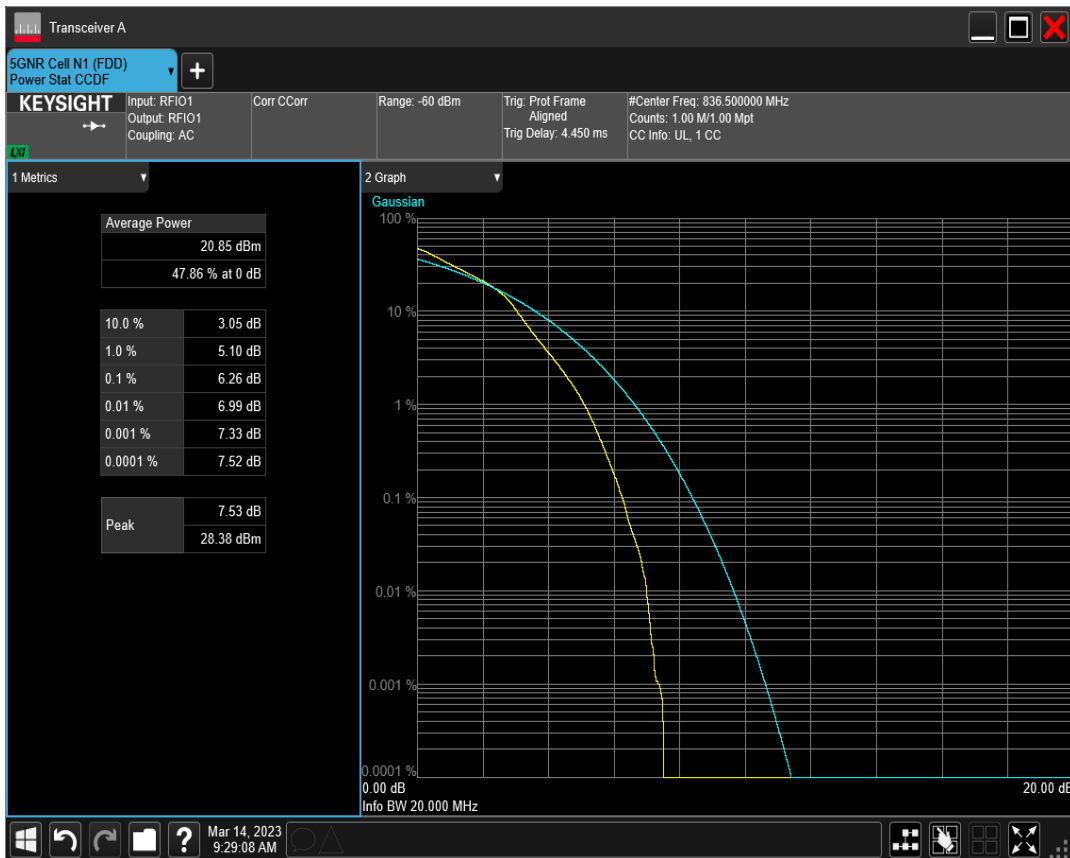 Transceiver A
5GNR Cell N1 (FDD)
Power Stat CCDF
KEYSIGHT
LXI
Input: RFIO1
Output: RFIO1
Coupling: AC
Corr CCorr
Range: -60 dBm
Trig: Prot Frame
Aligned
Trig Delay: 4.450 ms
#Center Freq: 836.500000 MHz
Counts: 1.00 M/1.00 Mpt
CC Info: UL, 1 CC
1 Metrics
Average Power
20.85 dBm
47.86 % at 0 dB
10.0 % 3.05 dB
1.0 % 5.10 dB
0.1 % 6.26 dB
0.01 % 6.99 dB
0.001 % 7.33 dB
0.0001 % 7.52 dB
Peak
7.53 dB
28.38 dBm
2 Graph
Gaussian
100 %
10 %
1 %
0.1 %
0.01 %
0.001 %
0.0001 %
0.00 dB 20.00 dB
Info BW 20.000 MHz
?
Mar 14, 2023
9:29:08 AM